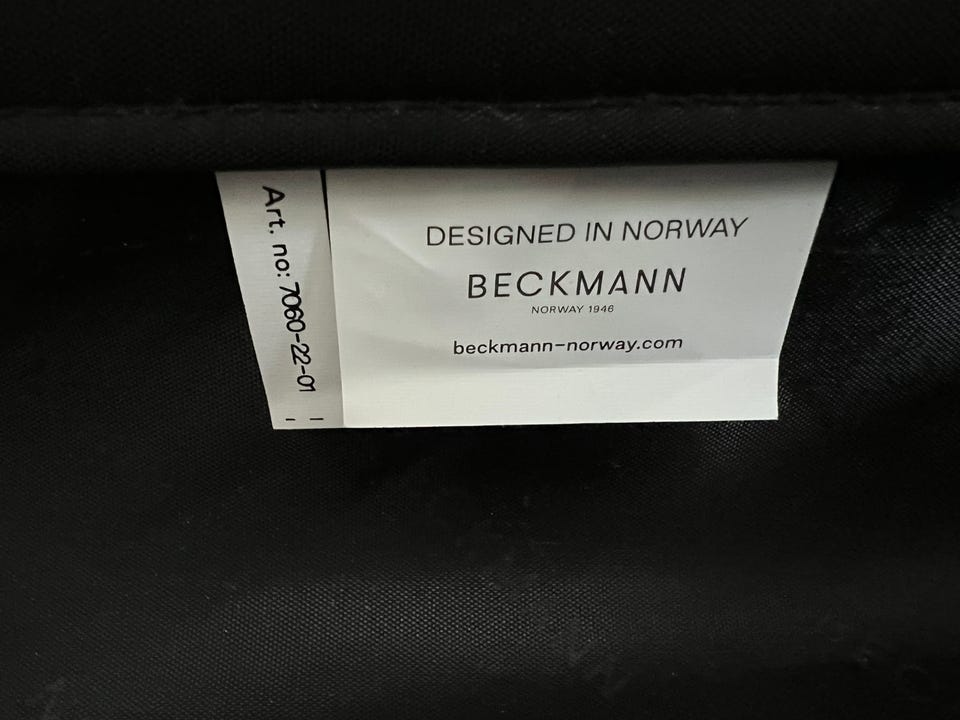 Art. no: 7060-22-01
DESIGNED IN NORWAY
BECKMANN
NORWAY 1946
beckmann-norway.com